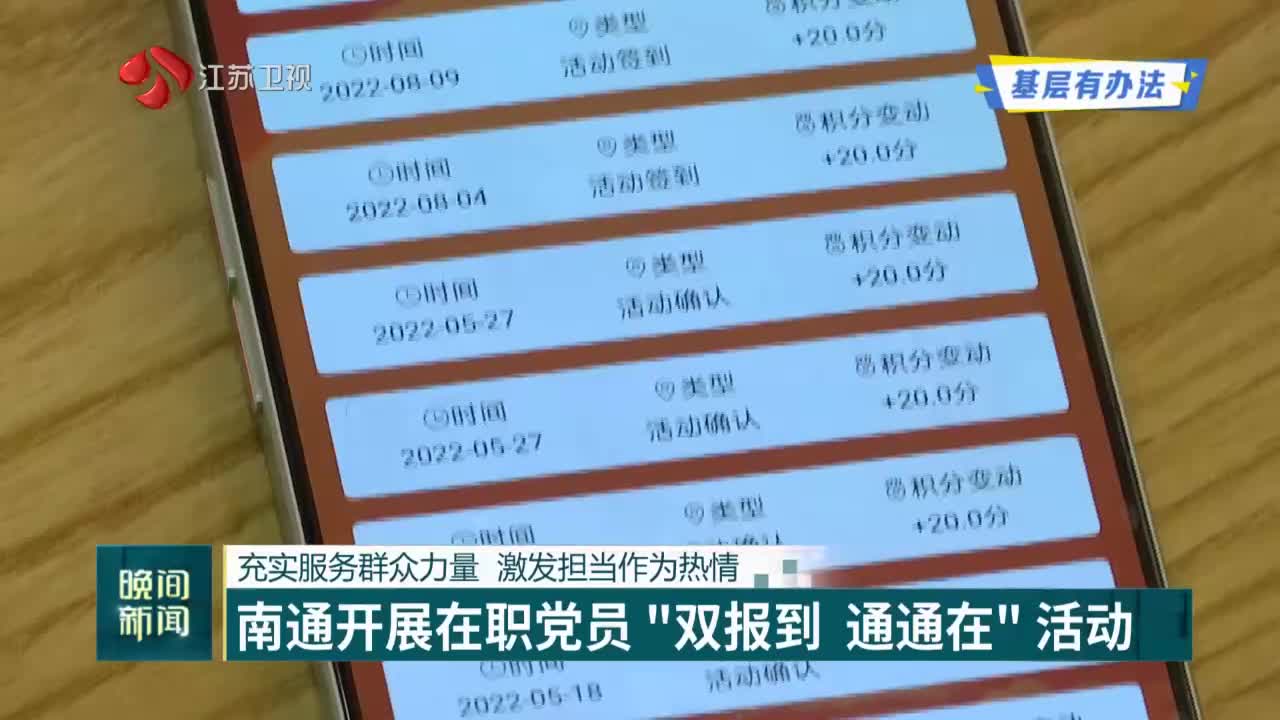 江苏卫视
基层有办法
时间
类型
积分变动
2022-08-09
活动签到
+20.0分
时间
类型
积分变动
2022-08-04
活动签到
+20.0分
时间
类型
积分变动
2022-05-27
活动确认
+20.0分
时间
类型
积分变动
2022-05-27
活动确认
+20.0分
时间
类型
积分变动
+20.0分
2022-05-18
活动确认
晚间新闻
充实服务群众力量 激发担当作为热情
南通开展在职党员"双报到 通通在"活动